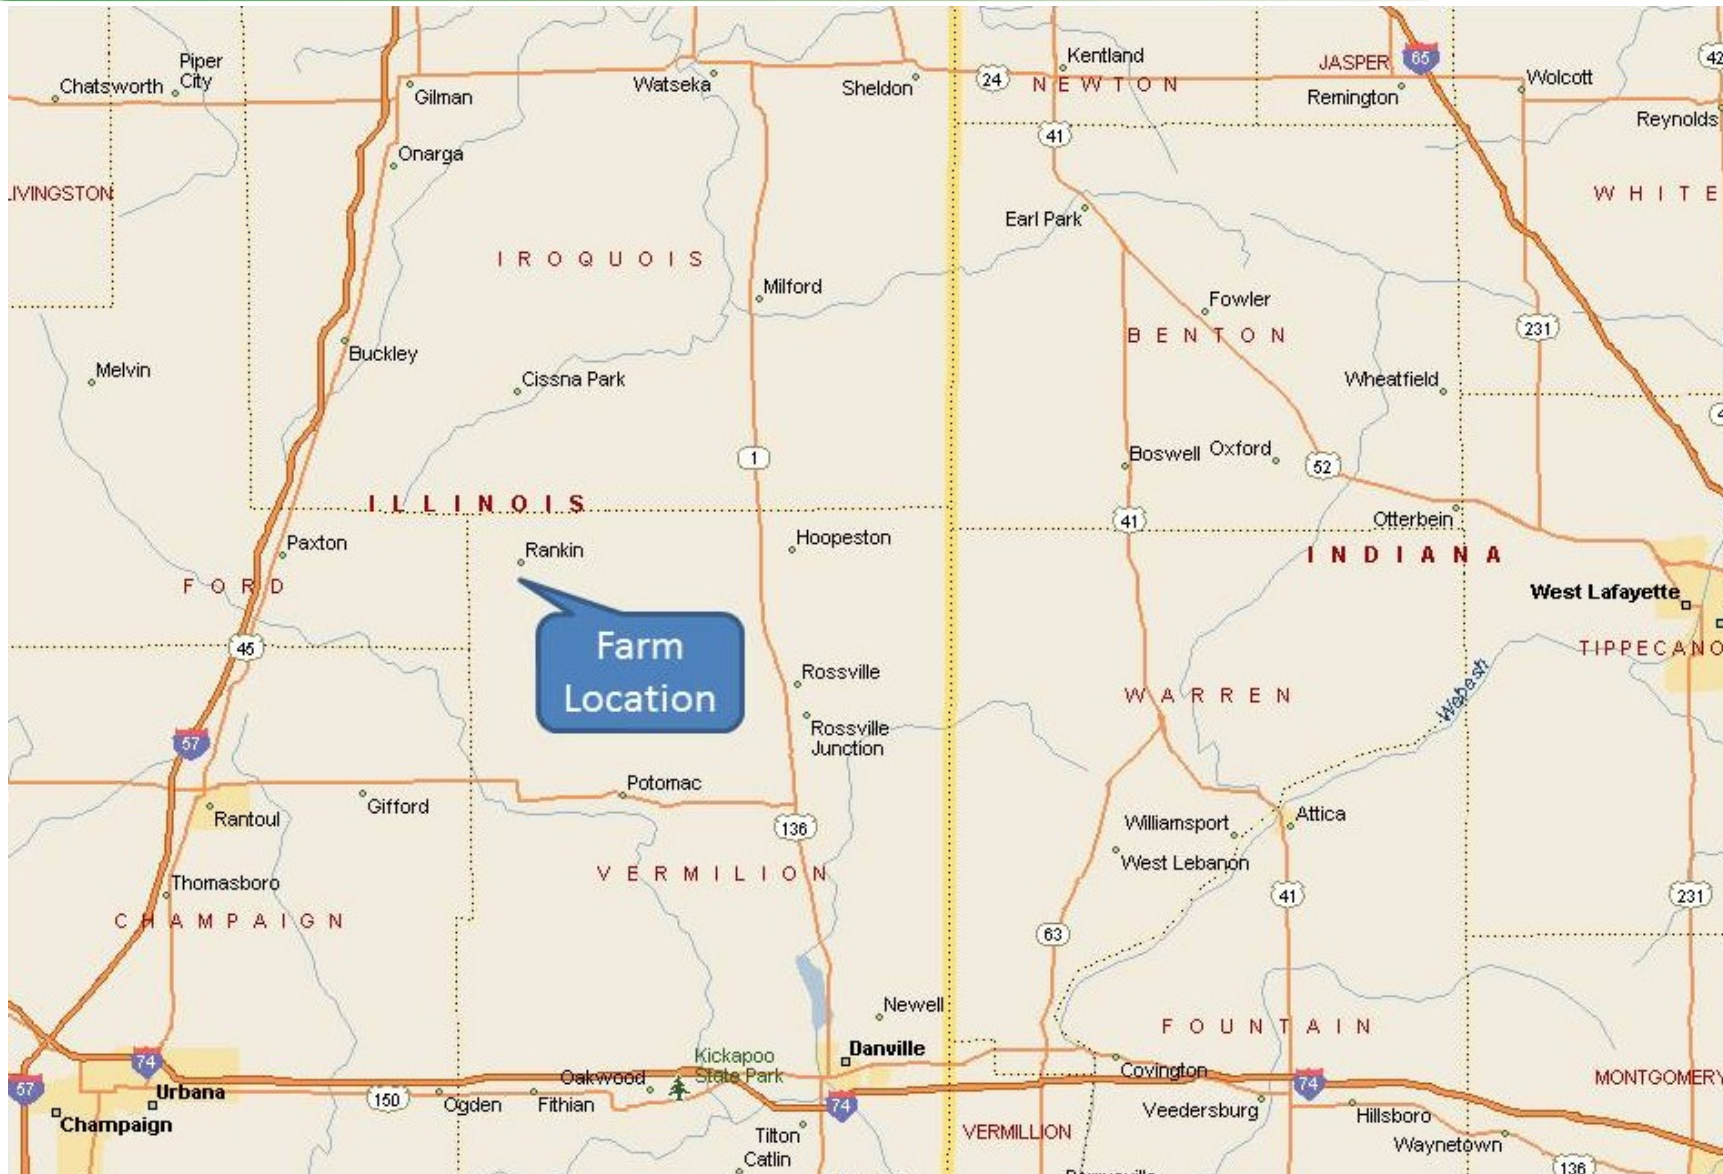 Piper
City
Chatsworth
Gilman
Watseka
Sheldon
24
Kentland
NEWTON
JASPER
65
Remington
Wolcott
42
Reynolds
41
Onarga
LIVINGSTON
WHITE
Earl Park
IROQUOIS
Milford
Fowler
BENTON
231
Buckley
Melvin
Cissna Park
Wheatfield
4
1
Boswell
Oxford
52
ILLINOIS
41
Otterbein
Paxton
Rankin
Hoopeston
INDIANA
FORD
West Lafayette
Farm
Location
45
TIPPECANO
Rossville
Wabash
WARREN
Rossville
Junction
57
Potomac
Gifford
Rantoul
136
Williamsport
Attica
West Lebanon
VERMILION
Thomasboro
41
231
CHAMPAIGN
63
Newell
FOUNTAIN
Danville
Kickapoo
State Park
74
Covington
Oakwood
74
MONTGOMERY
57
Urbana
150
Ogden
Fithian
74
Veedersburg
Hillsboro
Champaign
Tilton
VERMILLION
Waynetown
Catlin
136